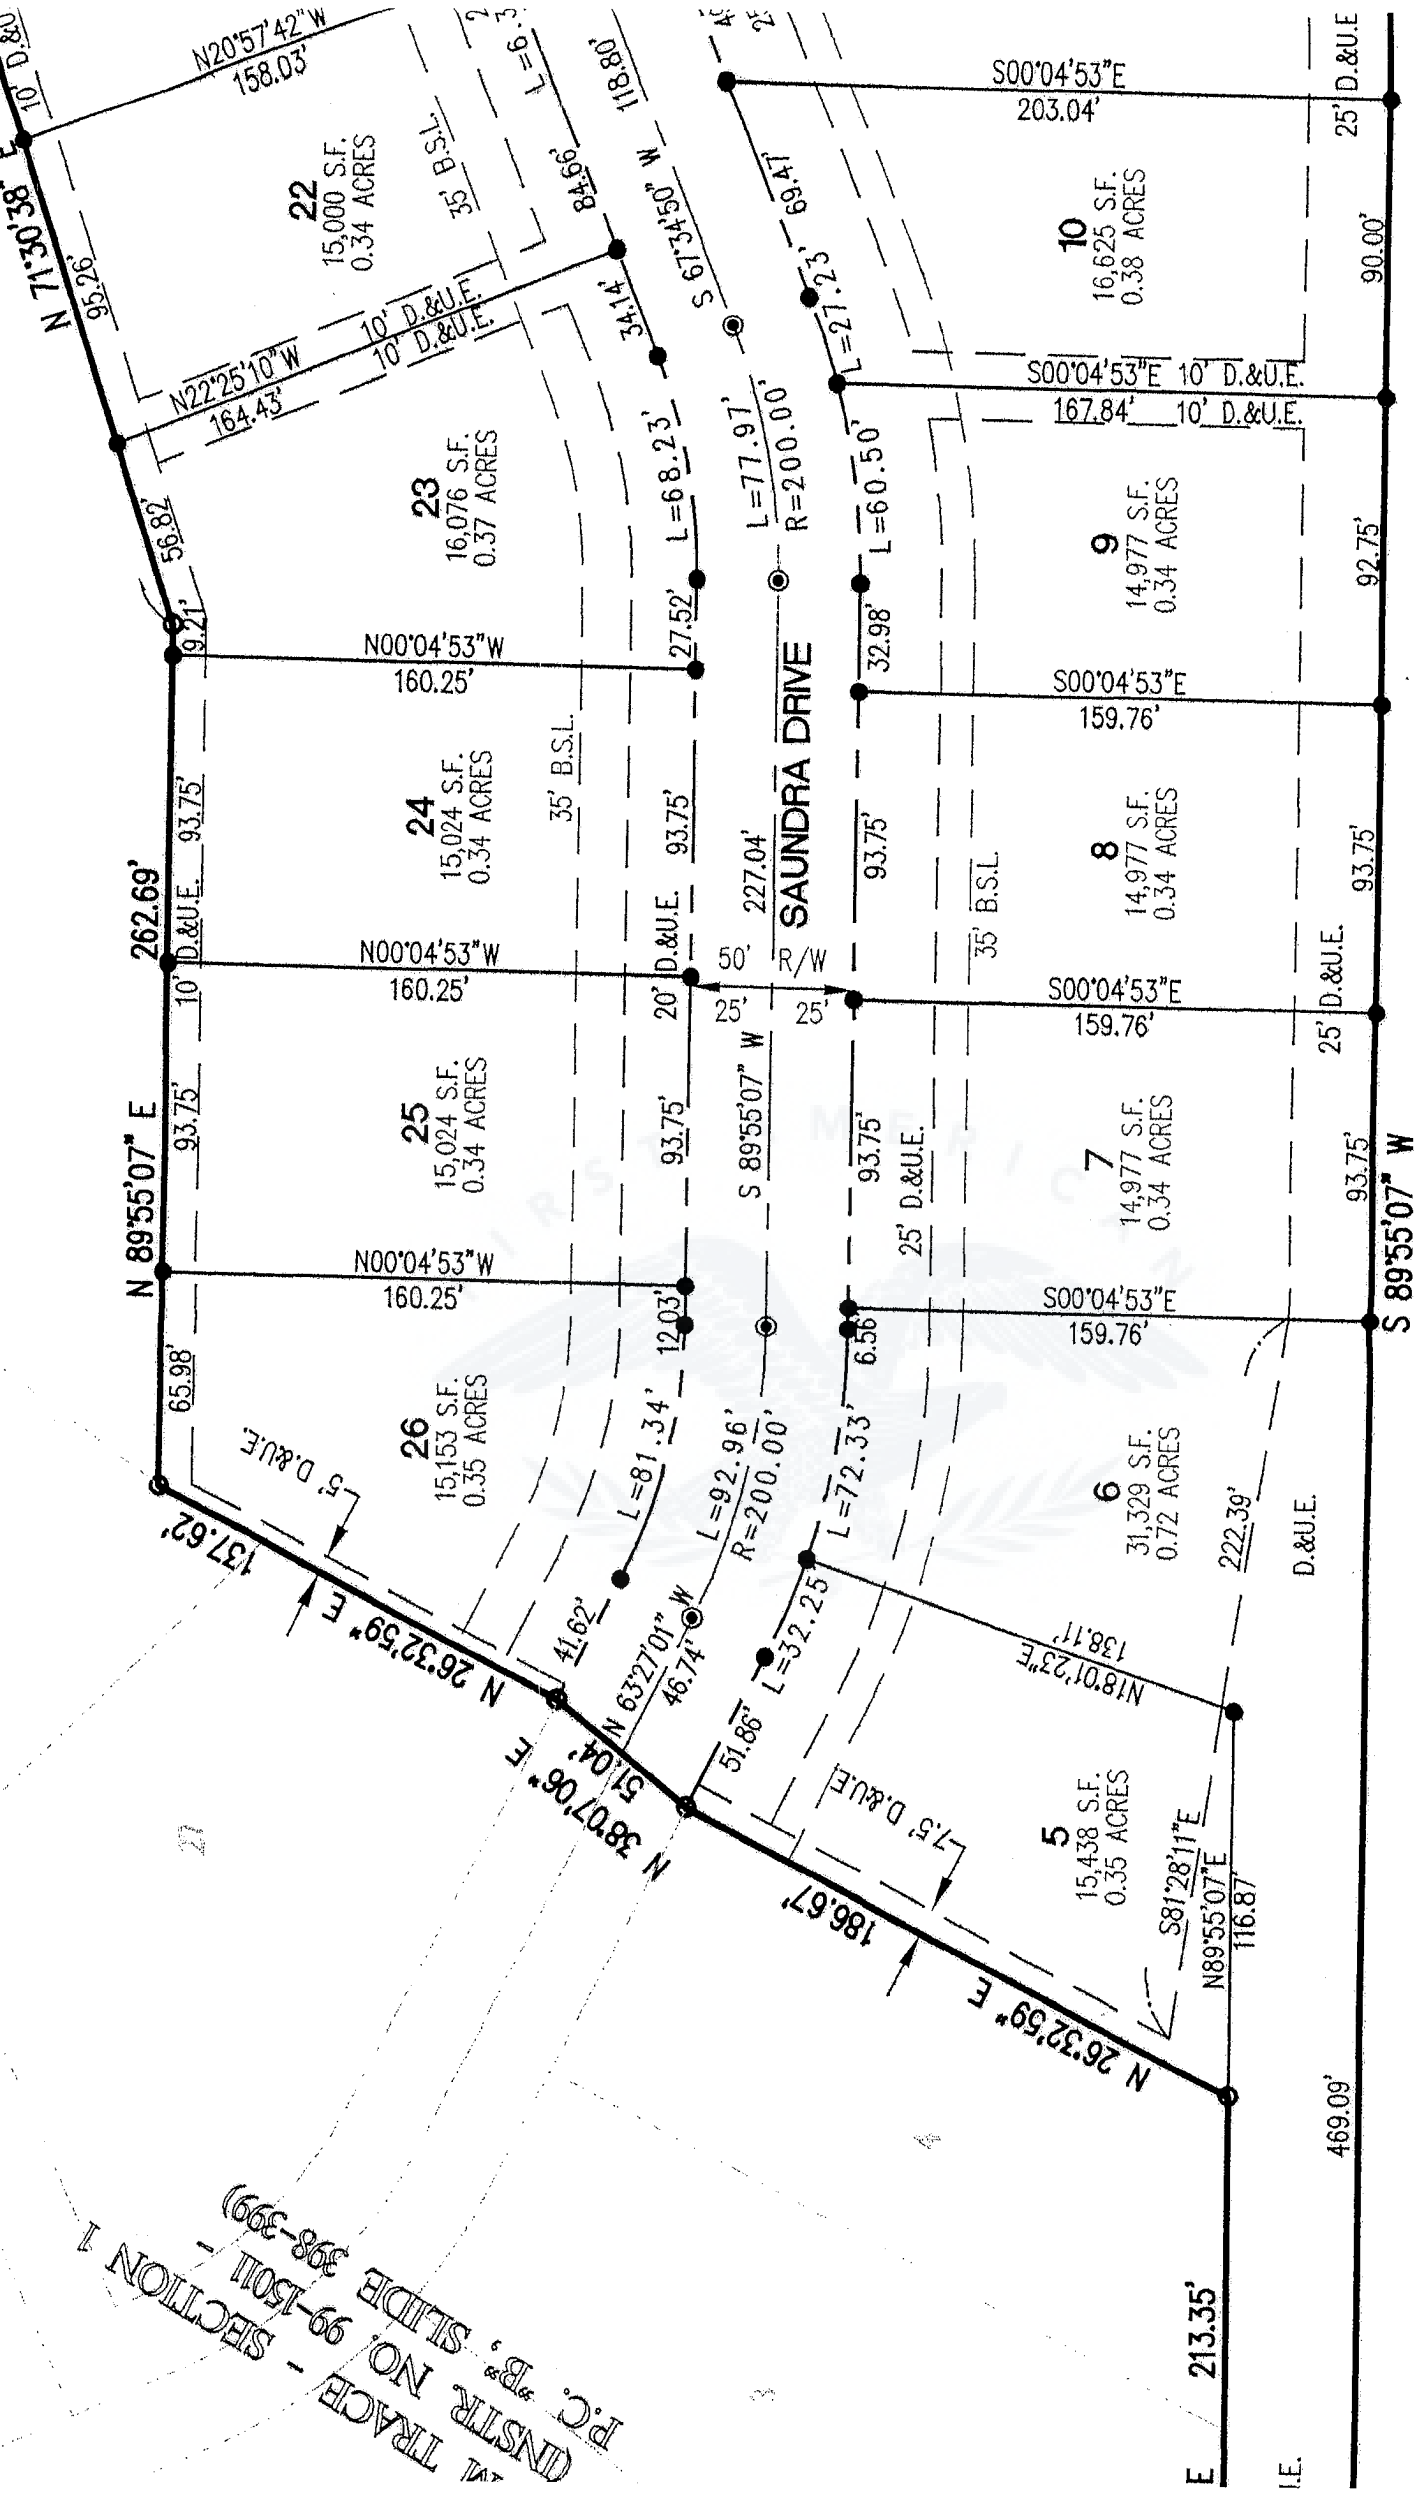 10' D.&U
N20°57'42"W
158.03'
N 71°30'38" E
95.26'
22
15,000 S.F.
0.34 ACRES
35' B.S.L.
L=6.3
84.66'
118.80'
S 67°34'50" W
34.14'
10' D.&U.E.
10' D.&U.E.
N22°25'10"W
164.43'
69.47'
L=27.23'
S00°04'53"E
203.04'
25' D.&U.E
10
16,625 S.F.
0.38 ACRES
90.00'
S00°04'53"E 10' D.&U.E.
167.84' 10' D.&U.E.
56.82'
9.21'
23
16,076 S.F.
0.37 ACRES
L=68.23'
27.52'
L=77.97'
R=200.00'
L=60.50'
32.98'
9
14,977 S.F.
0.34 ACRES
92.75'
N00°04'53"W
160.25'
S00°04'53"E
159.76'
262.69'
93.75'
10' D.&U.E.
24
15,024 S.F.
0.34 ACRES
35' B.S.L.
93.75'
20' D.&U.E.
227.04'
SAUNDRA DRIVE
93.75'
35' B.S.L.
8
14,977 S.F.
0.34 ACRES
93.75'
25' D.&U.E.
N00°04'53"W
160.25'
50' R/W
25' 25'
S00°04'53"E
159.76'
N 89°55'07" E
93.75'
25
15,024 S.F.
0.34 ACRES
93.75'
S 89°55'07" W
93.75'
25' D.&U.E.
7
14,977 S.F.
0.34 ACRES
93.75'
S 89°55'07" W
FIRST AMERICAN
N00°04'53"W
160.25'
12.03'
6.56'
S00°04'53"E
159.76'
65.98'
5' D.&U.E.
26
15,153 S.F.
0.35 ACRES
L=81.34'
L=92.96'
R=200.00'
L=72.33'
6
31,329 S.F.
0.72 ACRES
222.39'
D.&U.E.
137.62'
N 26°32'59" E
41.62'
N 63°27'01" W
46.74'
L=32.25'
N18°01'23"E
138.11'
51.04'
N 38°07'06" E
51.86'
7.5' D.&U.E.
5
15,438 S.F.
0.35 ACRES
S81°28'11"E
N89°55'07"E
116.87'
186.67'
N 26°32'59" E
27
4
3
469.09'
213.35'
E
.E.
M TRACE - SECTION 1
(INSTR. NO. 99-15011 -
P.C. "B", SLIDE 398-399)